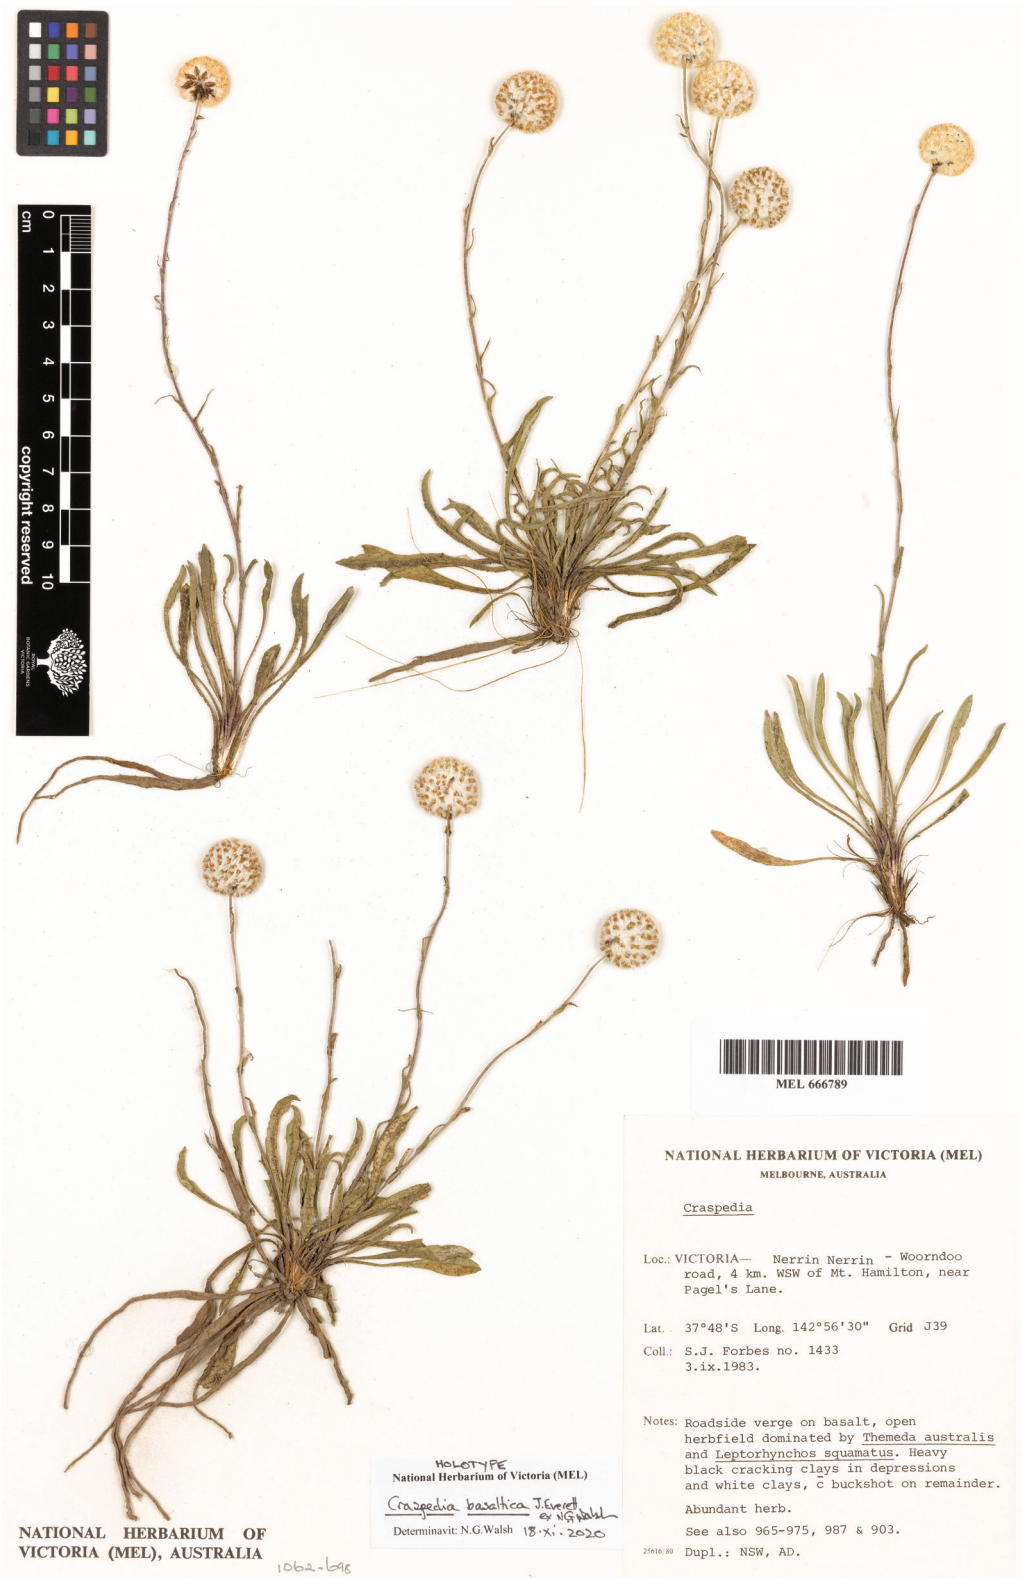 cm
0
1
2
3
4
5
6
7
8
9
10
copyright reserved
ROYAL
BOTANIC GARDENS
VICTORIA
MEL 666789
NATIONAL HERBARIUM OF VICTORIA (MEL)
MELBOURNE, AUSTRALIA
Craspedia
Loc.: VICTORIA— Nerrin Nerrin - Woorndoo
road, 4 km. WSW of Mt. Hamilton, near
Pagel's Lane.
Lat. 37°48'S Long. 142°56'30" Grid J39
Coll.: S.J. Forbes no. 1433
3.ix.1983.
Notes: Roadside verge on basalt, open
herbfield dominated by Themeda australis
and Leptorhynchos squamatus. Heavy
black cracking clays in depressions
and white clays, c̄ buckshot on remainder.
Abundant herb.
See also 965-975, 987 & 903.
25616/80 Dupl.: NSW, AD.
HOLOTYPE
National Herbarium of Victoria (MEL)
Craspedia basaltica J.Everett
ex N.G.Walsh
Determinavit: N.G.Walsh 18.xi.2020
NATIONAL HERBARIUM OF
VICTORIA (MEL), AUSTRALIA
1062-698